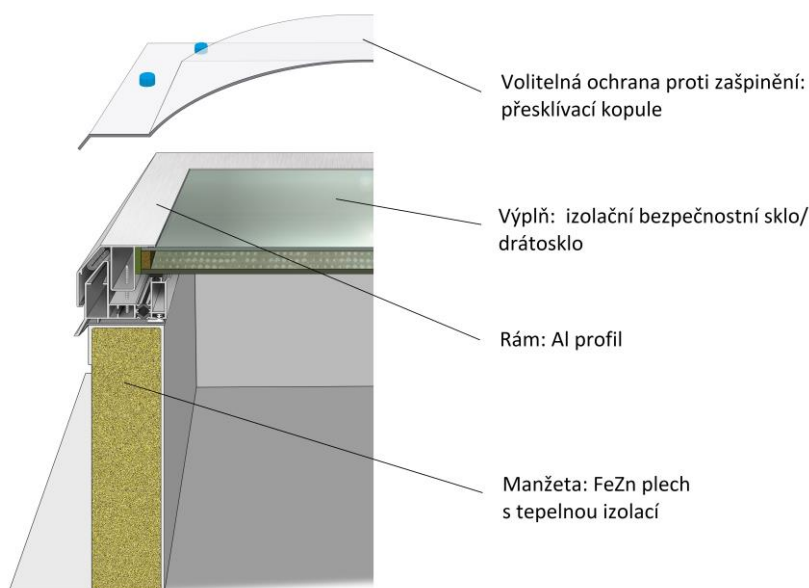 Volitelná ochrana proti zašpinění:
přesklívací kopule
Výplň:  izolační bezpečnostní sklo/
drátosklo
Rám: Al profil
Manžeta: FeZn plech
s tepelnou izolací